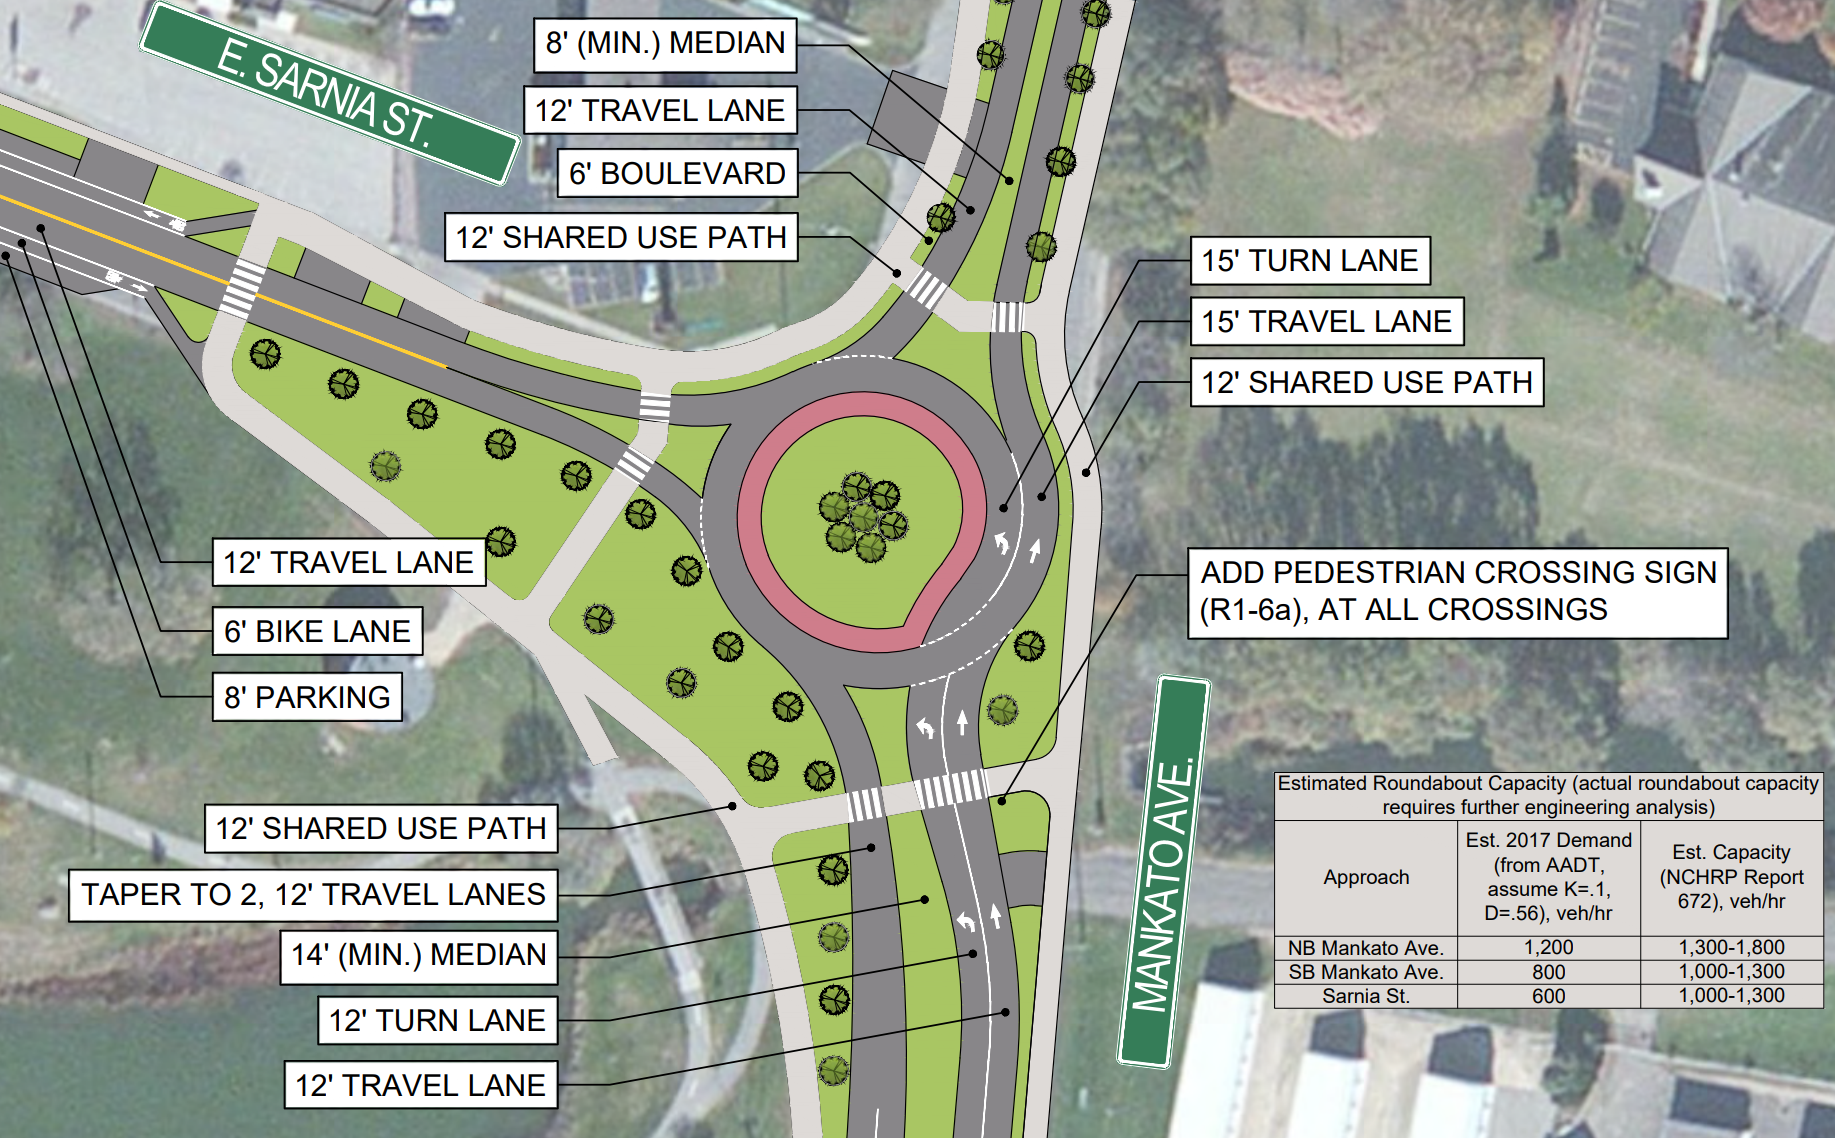 E. SARNIA ST.
8' (MIN.) MEDIAN
12' TRAVEL LANE
6' BOULEVARD
12' SHARED USE PATH
15' TURN LANE
15' TRAVEL LANE
12' SHARED USE PATH
12' TRAVEL LANE
6' BIKE LANE
8' PARKING
ADD PEDESTRIAN CROSSING SIGN
(R1-6a), AT ALL CROSSINGS
12' SHARED USE PATH
TAPER TO 2, 12' TRAVEL LANES
14' (MIN.) MEDIAN
12' TURN LANE
12' TRAVEL LANE
MANKATO AVE.
Estimated Roundabout Capacity (actual roundabout capacity
requires further engineering analysis)
Approach
Est. 2017 Demand
(from AADT,
assume K=.1,
D=.56), veh/hr
Est. Capacity
(NCHRP Report
672), veh/hr
NB Mankato Ave. 1,200 1,300-1,800
SB Mankato Ave. 800 1,000-1,300
Sarnia St. 600 1,000-1,300